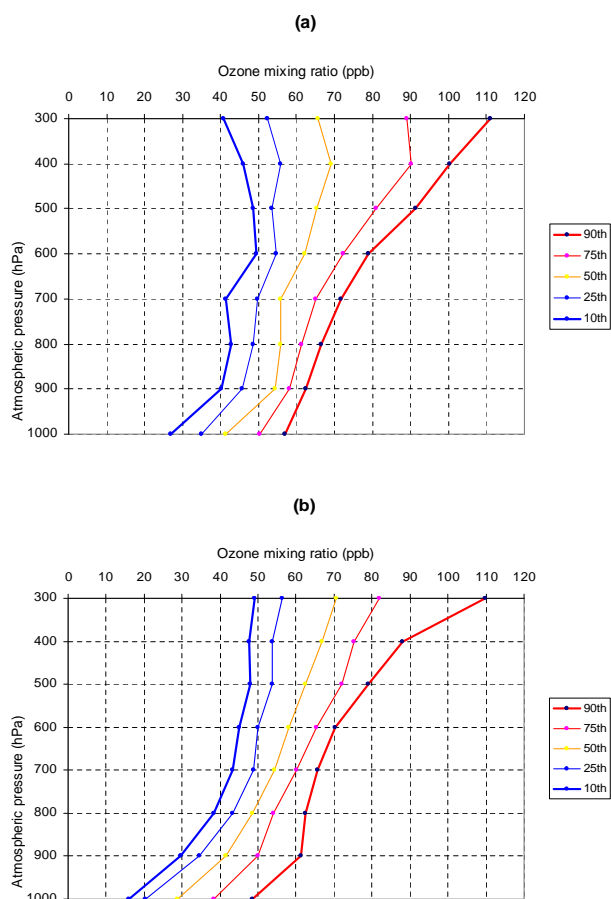 (a)
Ozone mixing ratio (ppb)
0 10 20 30 40 50 60 70 80 90 100 110 120
300
400
500
600
700
800
900
1000
Atmospheric pressure (hPa)
90th
75th
50th
25th
10th
(b)
Ozone mixing ratio (ppb)
0 10 20 30 40 50 60 70 80 90 100 110 120
300
400
500
600
700
800
900
1000
Atmospheric pressure (hPa)
90th
75th
50th
25th
10th